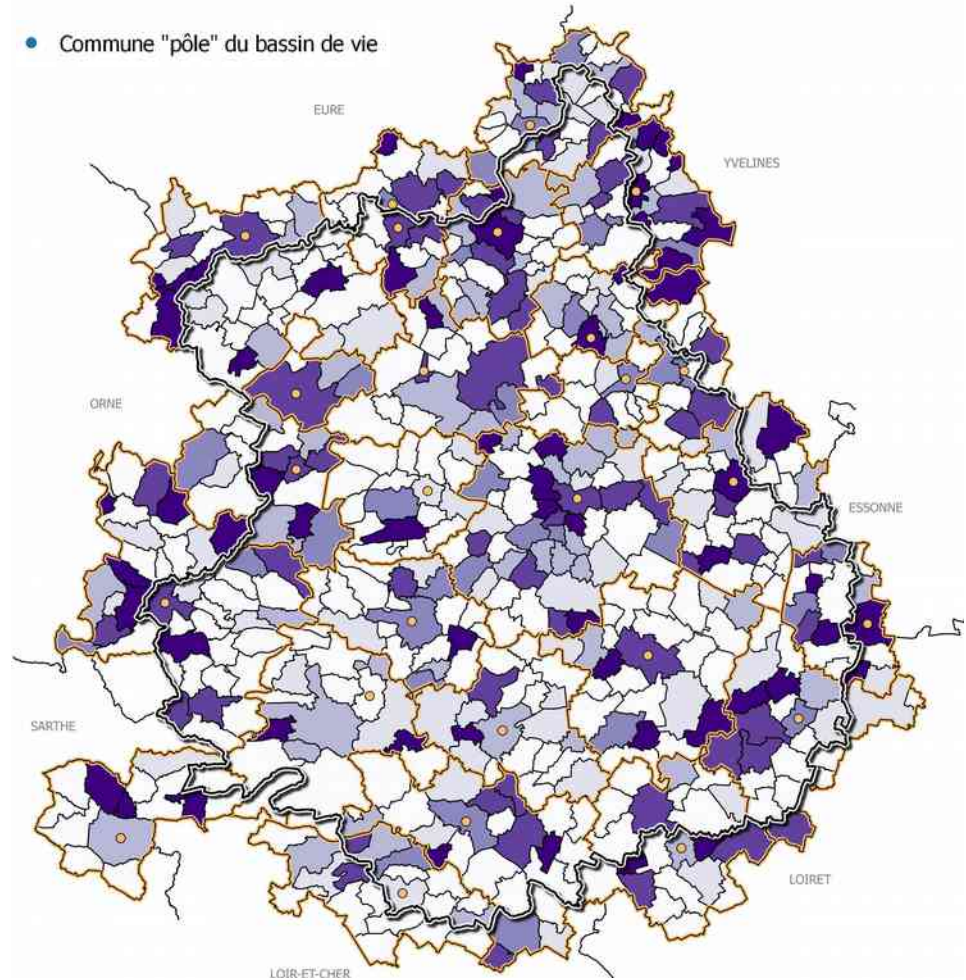 Commune "pôle" du bassin de vie
EURE
YVELINES
ORNE
ESSONNE
SARTHE
LOIRET
LOIR-ET-CHER